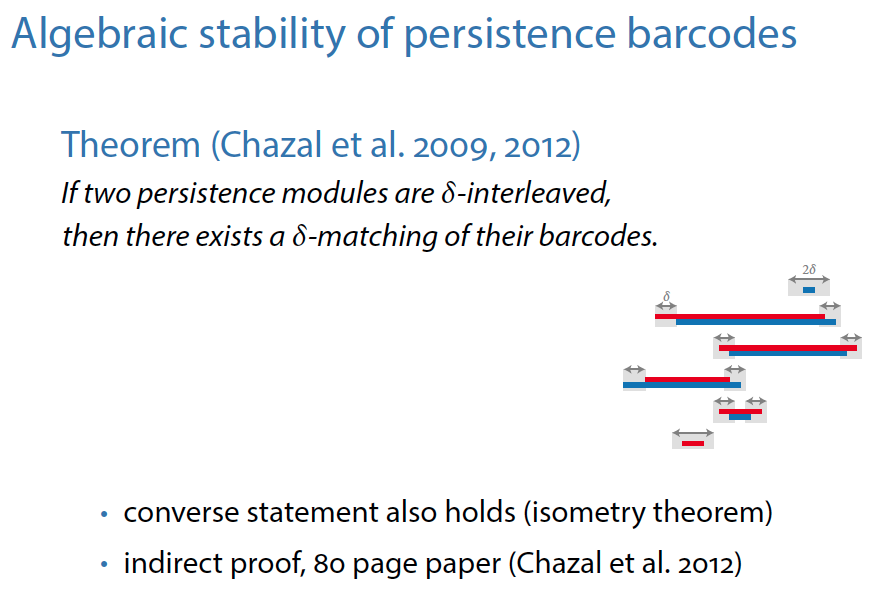 Algebraic stability of persistence barcodes
Theorem (Chazal et al. 2009, 2012)
If two persistence modules are δ-interleaved,
then there exists a δ-matching of their barcodes.
2δ
δ
• converse statement also holds (isometry theorem)
• indirect proof, 80 page paper (Chazal et al. 2012)